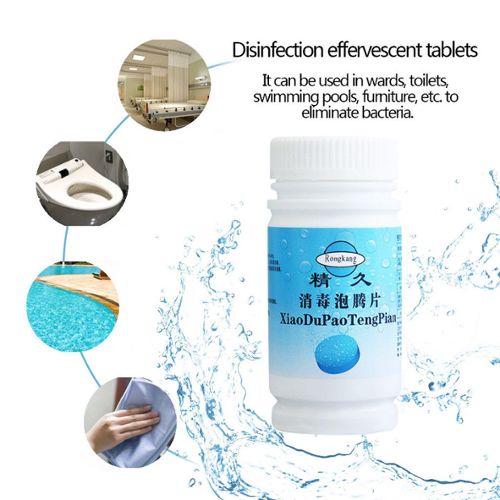 Disinfection effervescent tablets
It can be used in wards, toilets,
swimming pools, furniture, etc. to
eliminate bacteria.
Rongkang
精久
消毒泡腾片
XiaoDuPaoTengPian